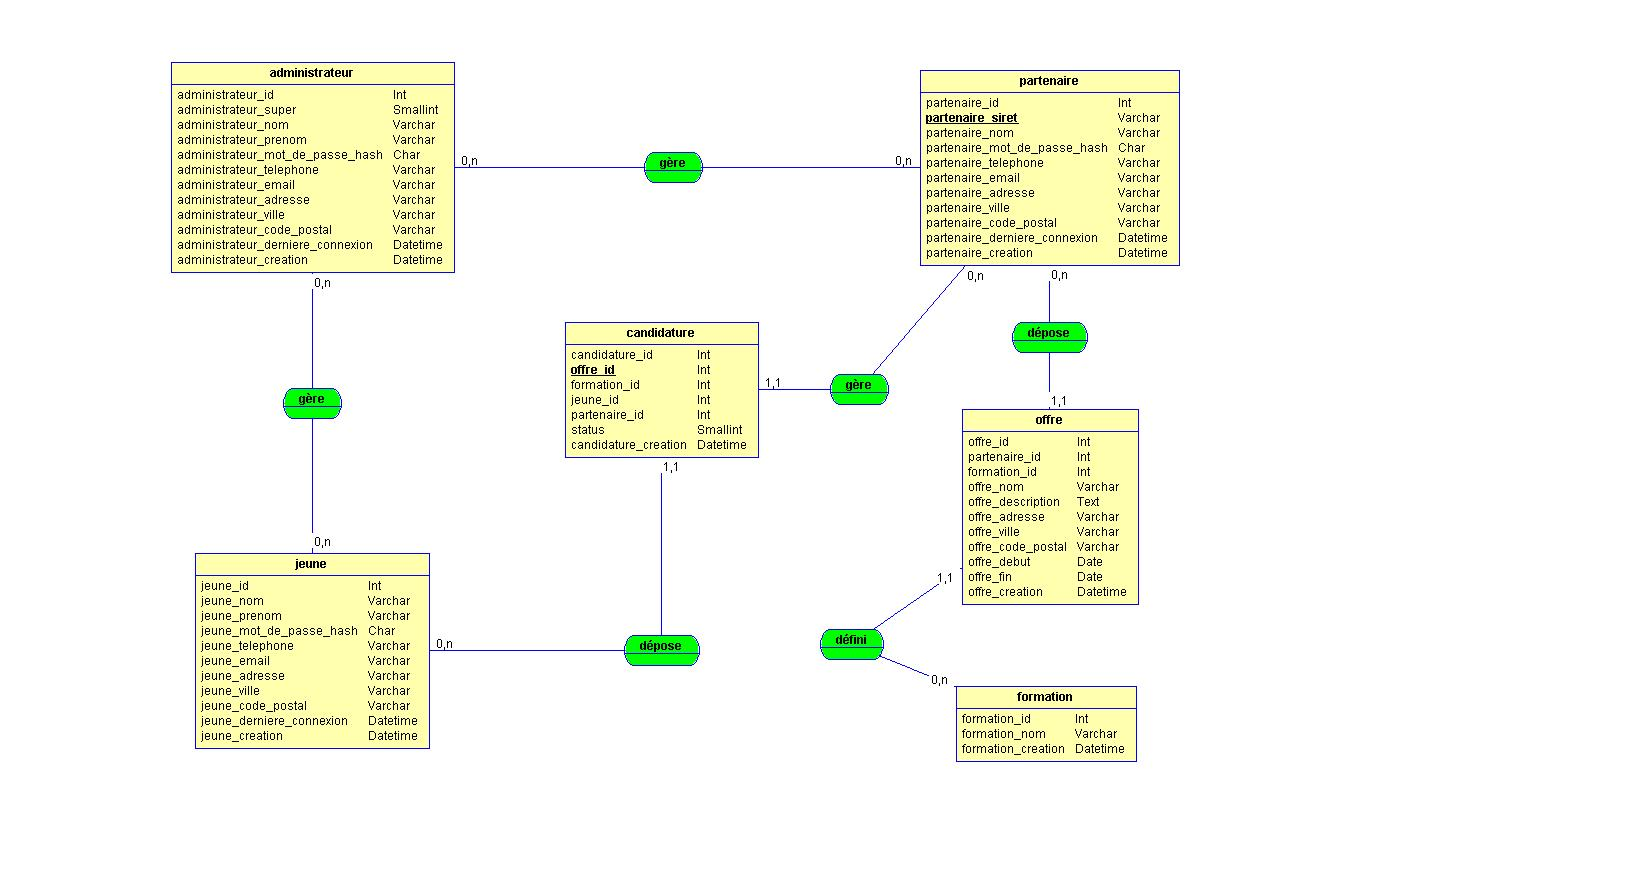 administrateur
administrateur_id Int
administrateur_super Smallint
administrateur_nom Varchar
administrateur_prenom Varchar
administrateur_mot_de_passe_hash Char
administrateur_telephone Varchar
administrateur_email Varchar
administrateur_adresse Varchar
administrateur_ville Varchar
administrateur_code_postal Varchar
administrateur_derniere_connexion Datetime
administrateur_creation Datetime
0,n
gère
0,n
partenaire
partenaire_id Int
partenaire_siret Varchar
partenaire_nom Varchar
partenaire_mot_de_passe_hash Char
partenaire_telephone Varchar
partenaire_email Varchar
partenaire_adresse Varchar
partenaire_ville Varchar
partenaire_code_postal Varchar
partenaire_derniere_connexion Datetime
partenaire_creation Datetime
0,n
0,n
0,n
dépose
candidature
candidature_id Int
offre_id Int
formation_id Int
jeune_id Int
partenaire_id Int
status Smallint
candidature_creation Datetime
1,1
gère
gère
1,1
1,1
offre
offre_id Int
partenaire_id Int
formation_id Int
offre_nom Varchar
offre_description Text
offre_adresse Varchar
offre_ville Varchar
offre_code_postal Varchar
offre_debut Date
offre_fin Date
offre_creation Datetime
0,n
jeune
jeune_id Int
jeune_nom Varchar
jeune_prenom Varchar
jeune_mot_de_passe_hash Char
jeune_telephone Varchar
jeune_email Varchar
jeune_adresse Varchar
jeune_ville Varchar
jeune_code_postal Varchar
jeune_derniere_connexion Datetime
jeune_creation Datetime
0,n
dépose
1,1
défini
0,n
formation
formation_id Int
formation_nom Varchar
formation_creation Datetime